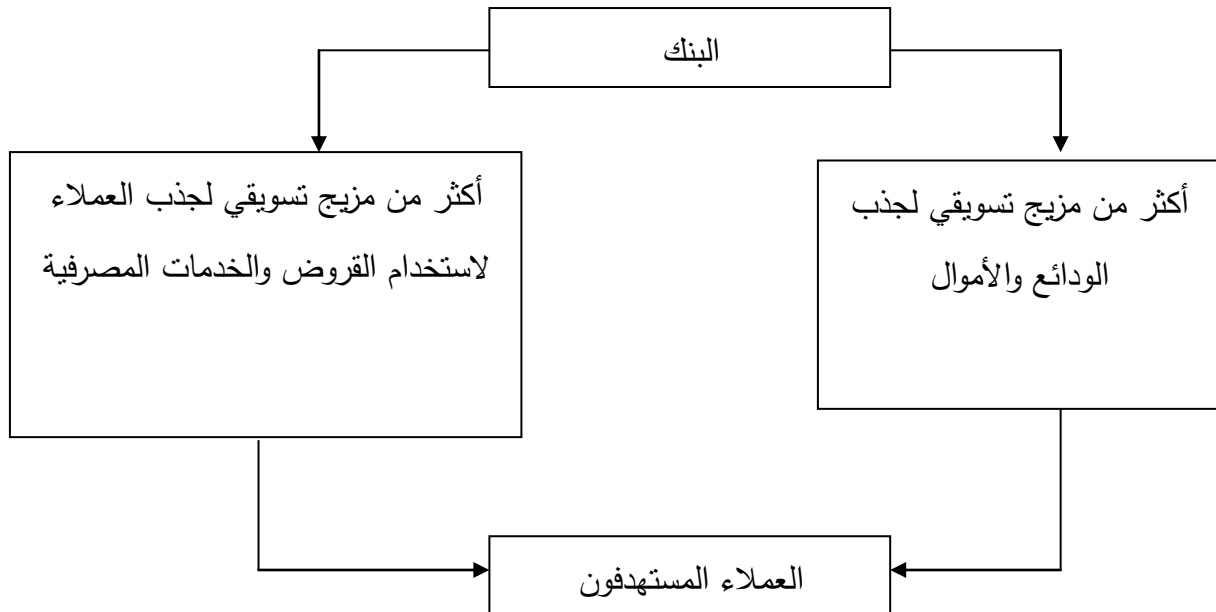 البنك
أكثر من مزيج تسويقي لجذب
الودائع والأموال
أكثر من مزيج تسويقي لجذب العملاء
لاستخدام القروض والخدمات المصرفية
العملاء المستهدفون